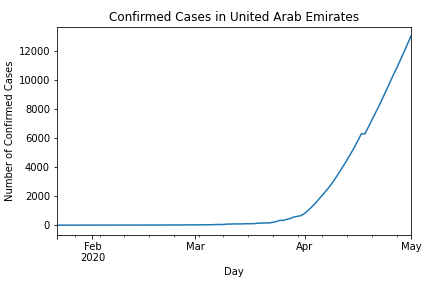 Confirmed Cases in United Arab Emirates
Number of Confirmed Cases
12000
10000
8000
6000
4000
2000
0
Feb
2020
Mar
Apr
May
Day